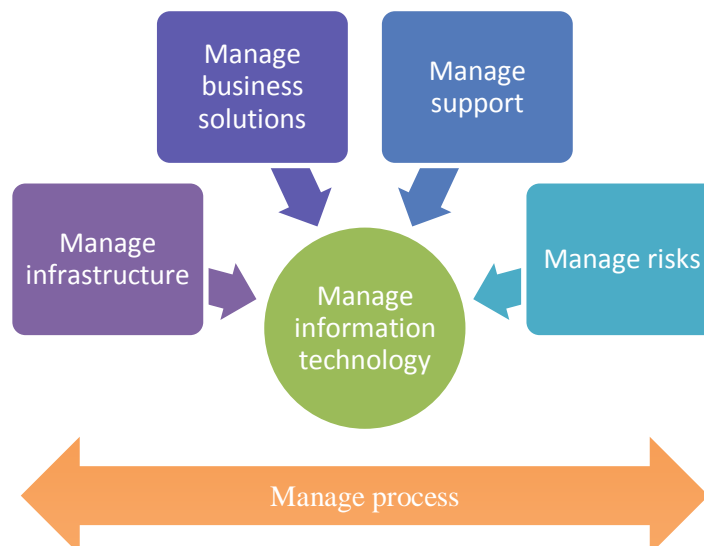 Manage
business
solutions
Manage
support
Manage
infrastructure
Manage risks
Manage
information
technology
Manage process